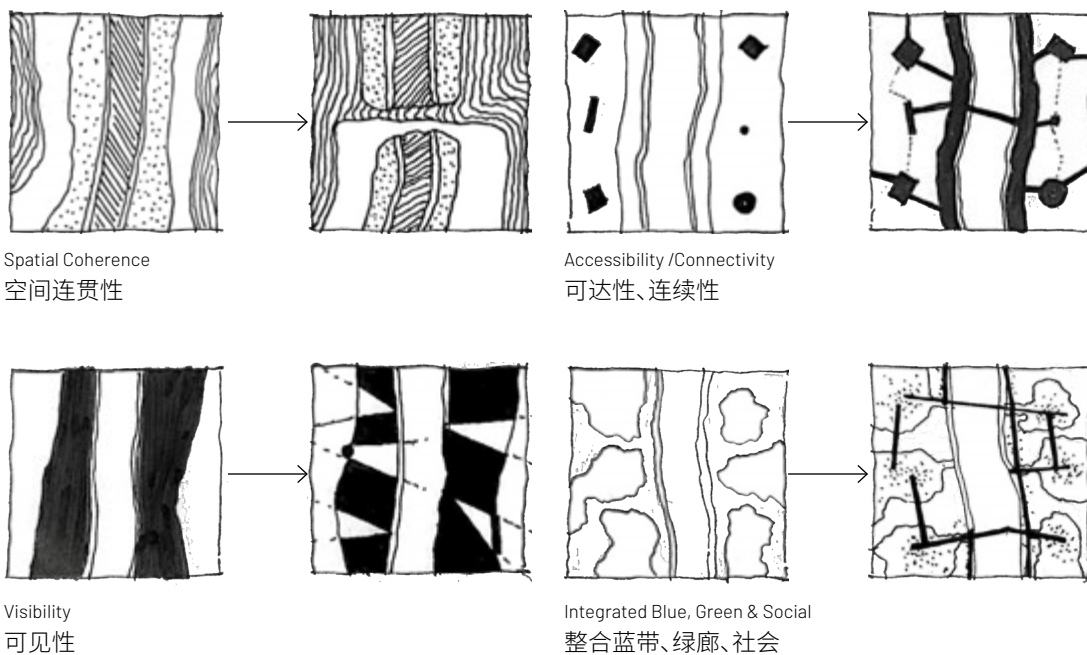 Spatial Coherence
空间连贯性
Accessibility /Connectivity
可达性、连续性
Visibility
可见性
Integrated Blue, Green & Social
整合蓝带、绿廊、社会